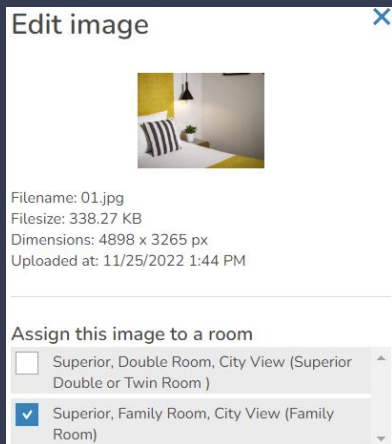 Edit image
Filename: 01.jpg
Filesize: 338.27 KB
Dimensions: 4898 x 3265 px
Uploaded at: 11/25/2022 1:44 PM
Assign this image to a room
Superior, Double Room, City View (Superior
Double or Twin Room )
Superior, Family Room, City View (Family
Room)